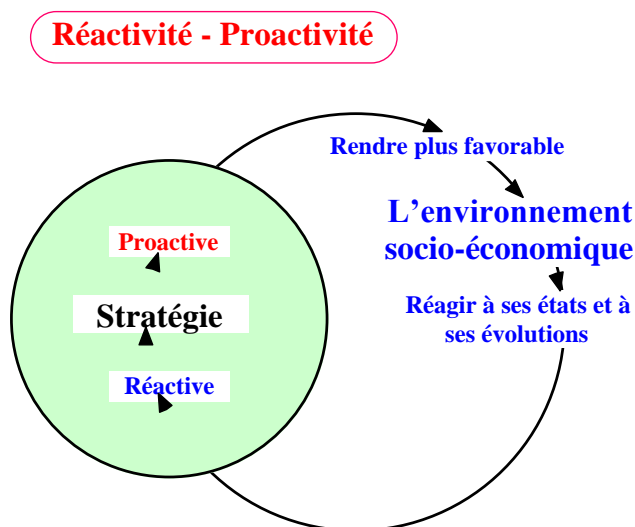 Réactivité - Proactivité
Rendre plus favorable
L’environnement
socio-économique
Proactive
Stratégie
Réactive
Réagir à ses états et à
ses évolutions